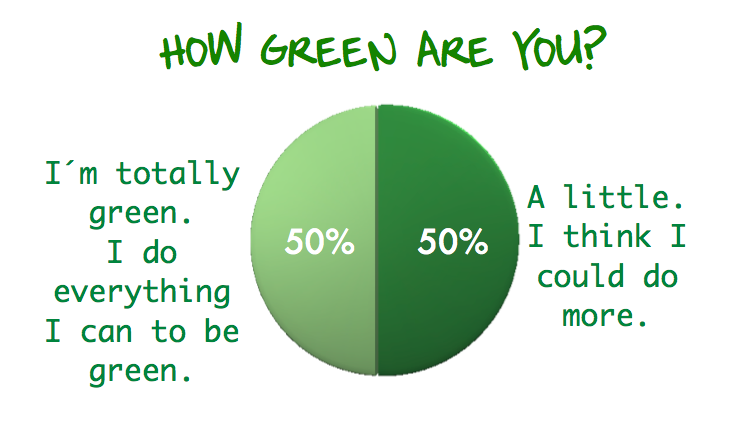 HOW GREEN ARE YOU?
I´m totally
green.
I do
everything
I can to be
green.
50%
50%
A little.
I think I
could do
more.